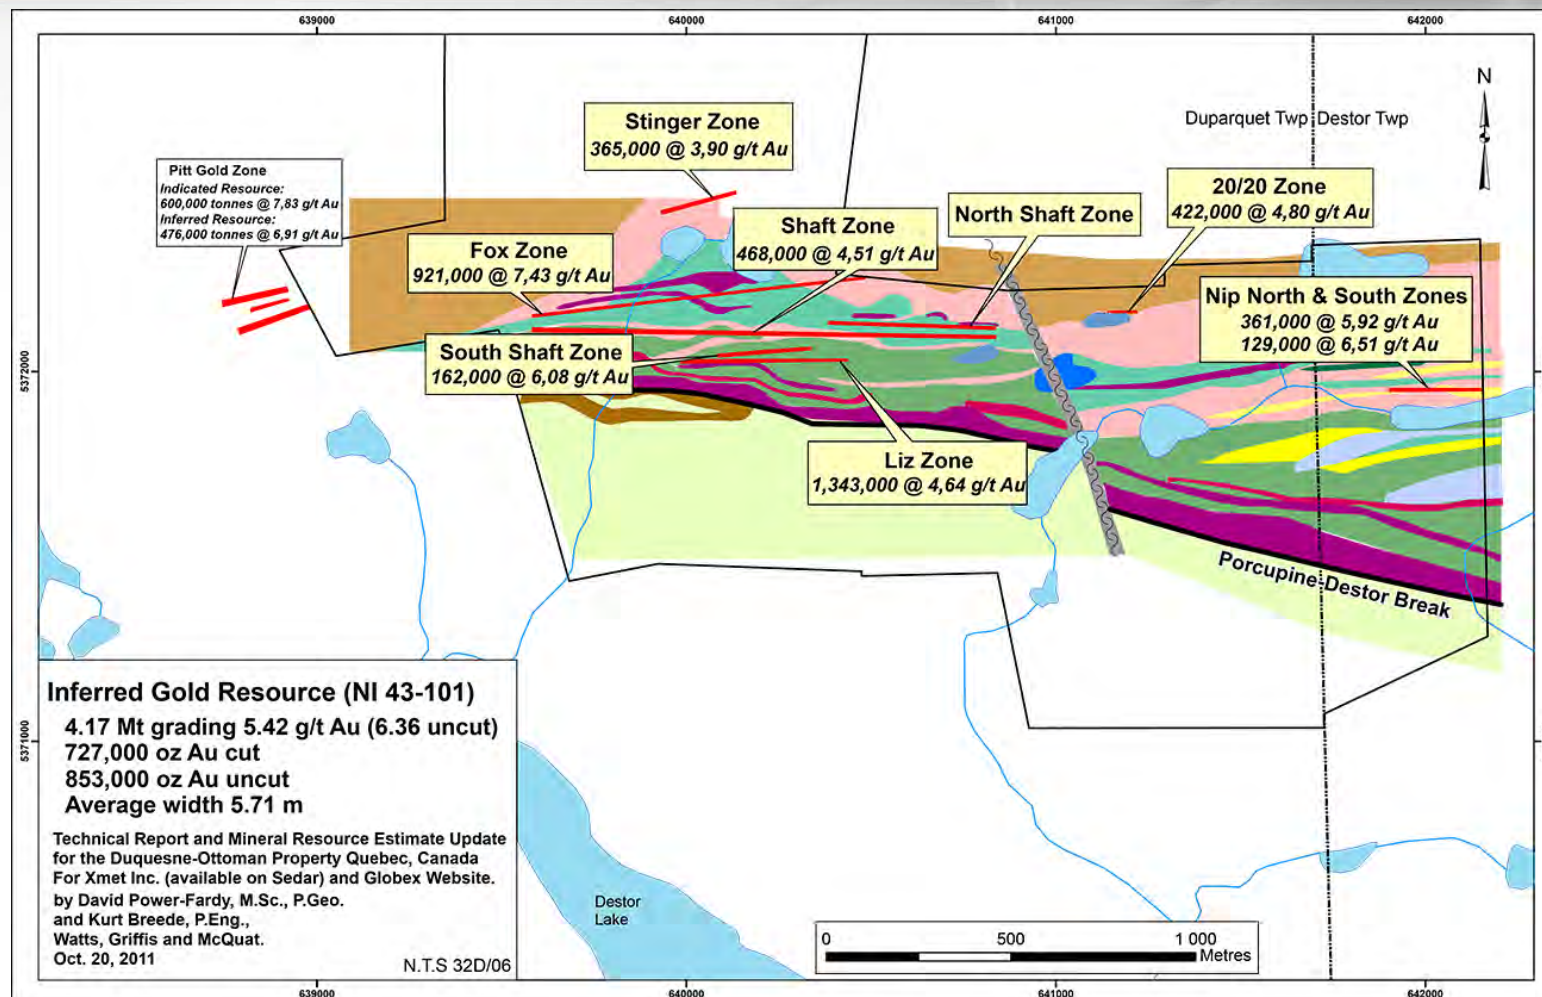 639000
640000
641000
642000
N
Duparquet Twp
Destor Twp
Stinger Zone
365,000 @ 3,90 g/t Au
Pitt Gold Zone
Indicated Resource:
600,000 tonnes @ 7,83 g/t Au
Inferred Resource:
476,000 tonnes @ 6,91 g/t Au
20/20 Zone
422,000 @ 4,80 g/t Au
North Shaft Zone
Shaft Zone
468,000 @ 4,51 g/t Au
Fox Zone
921,000 @ 7,43 g/t Au
Nip North & South Zones
361,000 @ 5,92 g/t Au
129,000 @ 6,51 g/t Au
South Shaft Zone
162,000 @ 6,08 g/t Au
5372000
Liz Zone
1,343,000 @ 4,64 g/t Au
Porcupine-Destor Break
Inferred Gold Resource (NI 43-101)
4.17 Mt grading 5.42 g/t Au (6.36 uncut)
727,000 oz Au cut
853,000 oz Au uncut
Average width 5.71 m
5371000
Technical Report and Mineral Resource Estimate Update
for the Duquesne-Ottoman Property Quebec, Canada
For Xmet Inc. (available on Sedar) and Globex Website.
by David Power-Fardy, M.Sc., P.Geo.
and Kurt Breede, P.Eng.,
Watts, Griffis and McQuat.
Oct. 20, 2011
N.T.S 32D/06
Destor
Lake
0
500
1 000
Metres
639000
640000
641000
642000